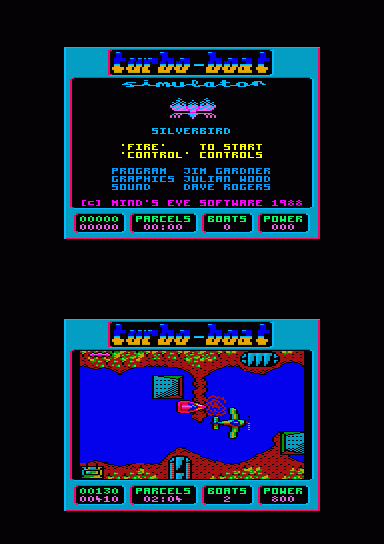 turbo-boat
simulator
SILVERBIRD
'FIRE' TO START
'CONTROL' CONTROLS
PROGRAM JIM GARDNER
GRAPHICS JULIAN WOOD
SOUND DAVE ROGERS
[c] MIND'S EYE SOFTWARE 1988
00000 PARCELS BOATS POWER
00000 00:00 0 000
turbo-boat
00130 PARCELS BOATS POWER
00410 02:04 2 800